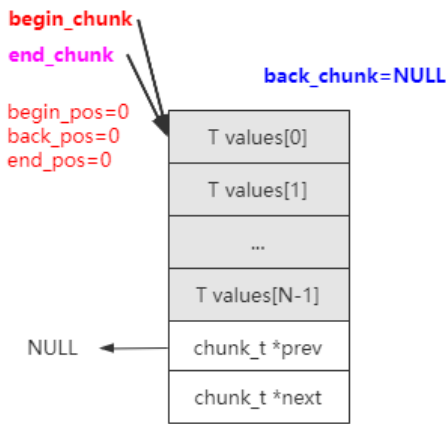 begin_chunk
end_chunk
back_chunk=NULL
begin_pos=0
back_pos=0
end_pos=0
T values[0]
T values[1]
...
T values[N-1]
NULL
chunk_t *prev
chunk_t *next